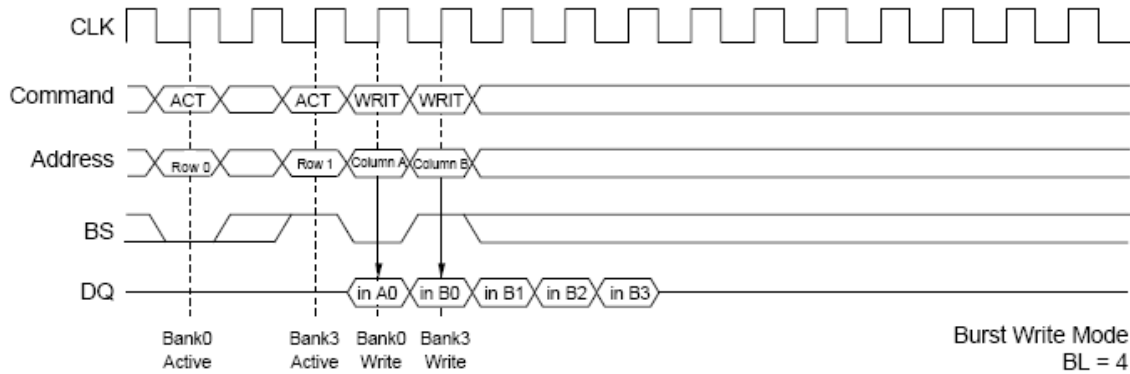 CLK
Command ACT ACT WRIT WRIT
Address Row 0 Row 1 Column A Column B
BS
DQ in A0 in B0 in B1 in B2 in B3
Bank0 Bank3 Bank0 Bank3
Active Active Write Write
Burst Write Mode
BL = 4